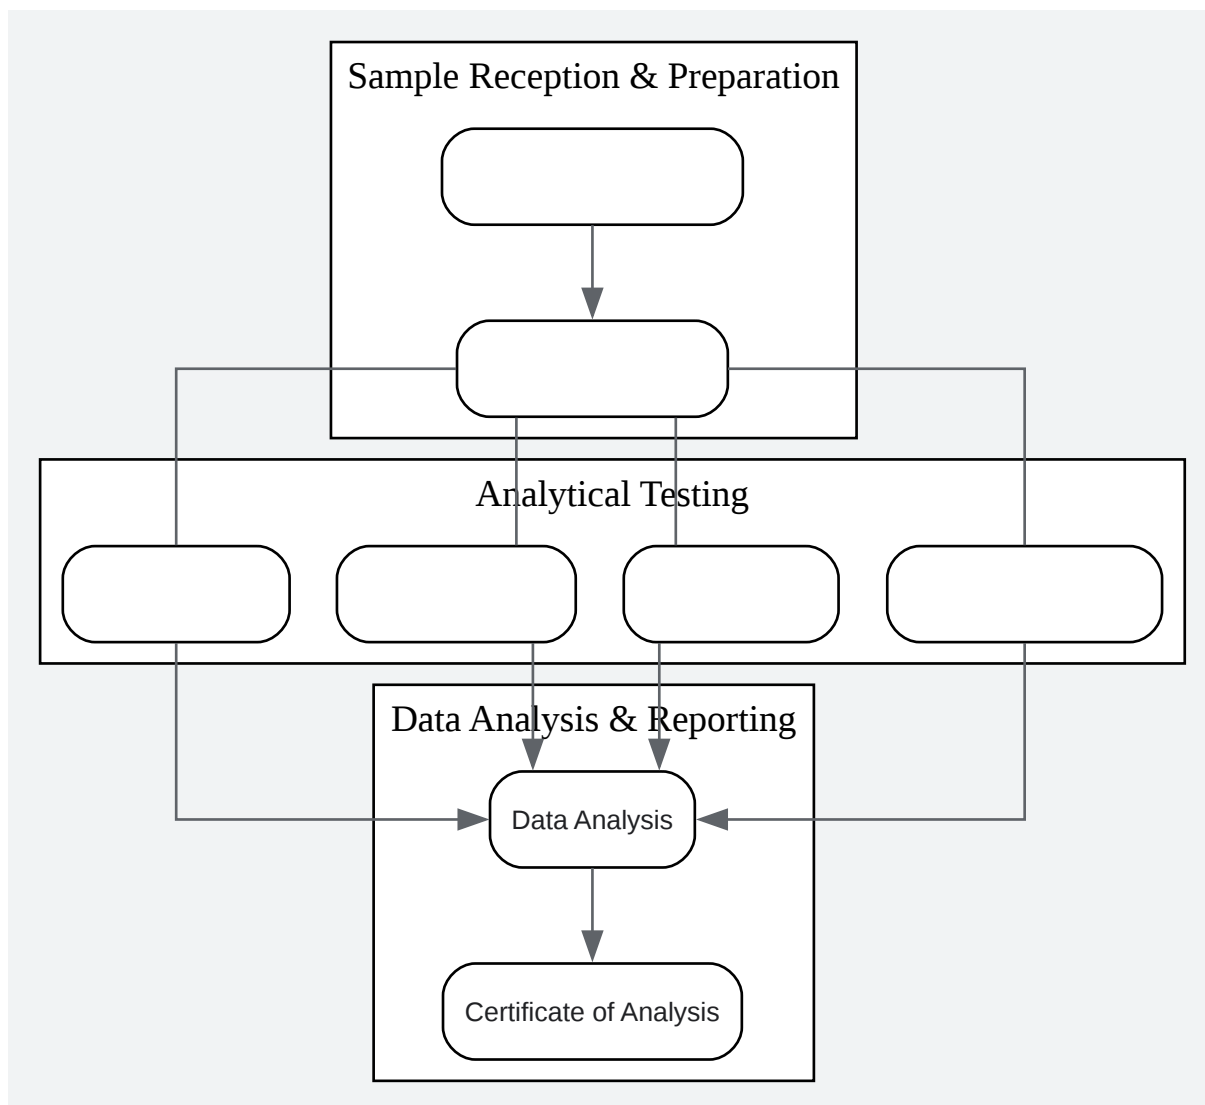 Sample Reception & Preparation
Analytical Testing
Data Analysis & Reporting
Data Analysis
Certificate of Analysis